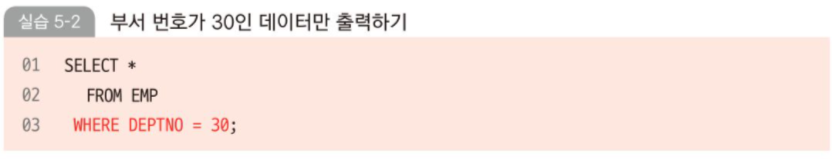 실습 5-2 부서 번호가 30인 데이터만 출력하기
01 SELECT *
02 FROM EMP
03 WHERE DEPTNO = 30;